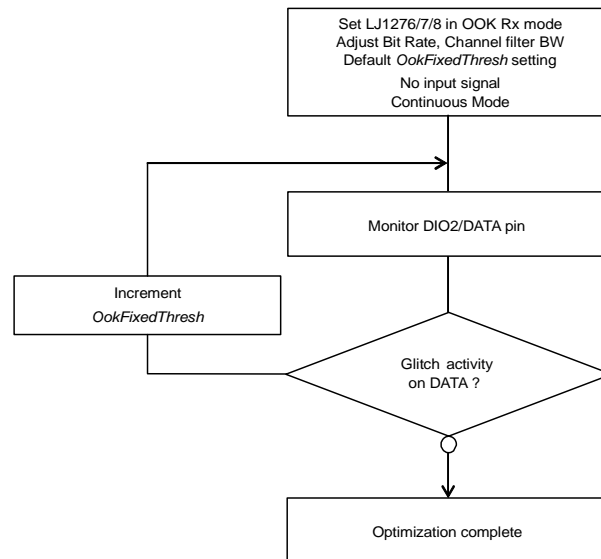 Set LJ1276/7/8 in OOK Rx mode
Adjust Bit Rate, Channel filter BW
Default OokFixedThresh setting
No input signal
Continuous Mode
Monitor DIO2/DATA pin
Increment
OokFixedThresh
Glitch activity
on DATA ?
Optimization complete